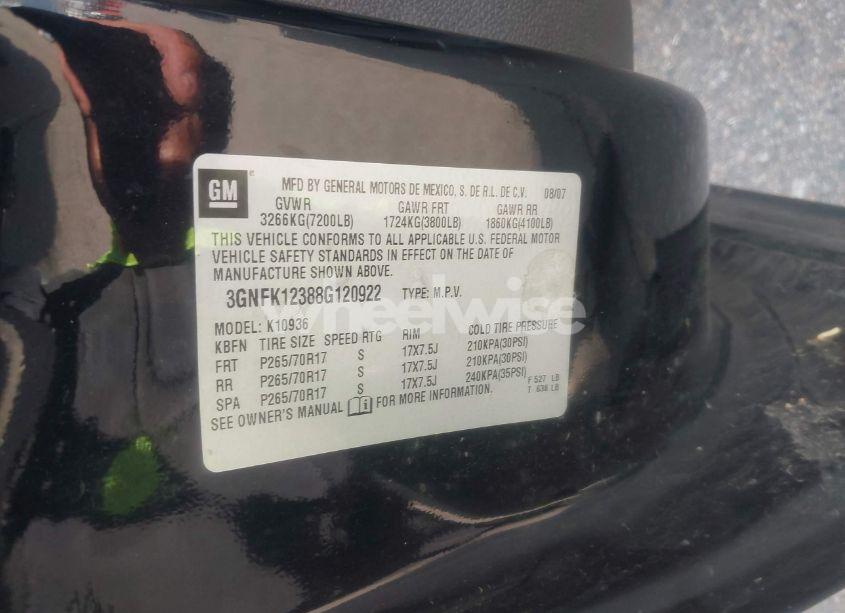 GM
MFD BY GENERAL MOTORS DE MEXICO, S. DE R.L. DE C.V. 08/07
GVWR GAWR FRT GAWR RR
3266KG(7200LB) 1724KG(3800LB) 1860KG(4100LB)
THIS VEHICLE CONFORMS TO ALL APPLICABLE U.S. FEDERAL MOTOR
VEHICLE SAFETY STANDARDS IN EFFECT ON THE DATE OF
MANUFACTURE SHOWN ABOVE.
3GNFK12388G120922 TYPE: M.P.V.
wheelwise
MODEL: K10936
KBFN TIRE SIZE SPEED RTG RIM COLD TIRE PRESSURE
FRT P265/70R17 S 17X7.5J 210KPA(30PSI)
RR P265/70R17 S 17X7.5J 210KPA(30PSI)
SPA P265/70R17 S 17X7.5J 240KPA(35PSI)
SEE OWNER'S MANUAL i FOR MORE INFORMATION.
F 527 LB
T 638 LB